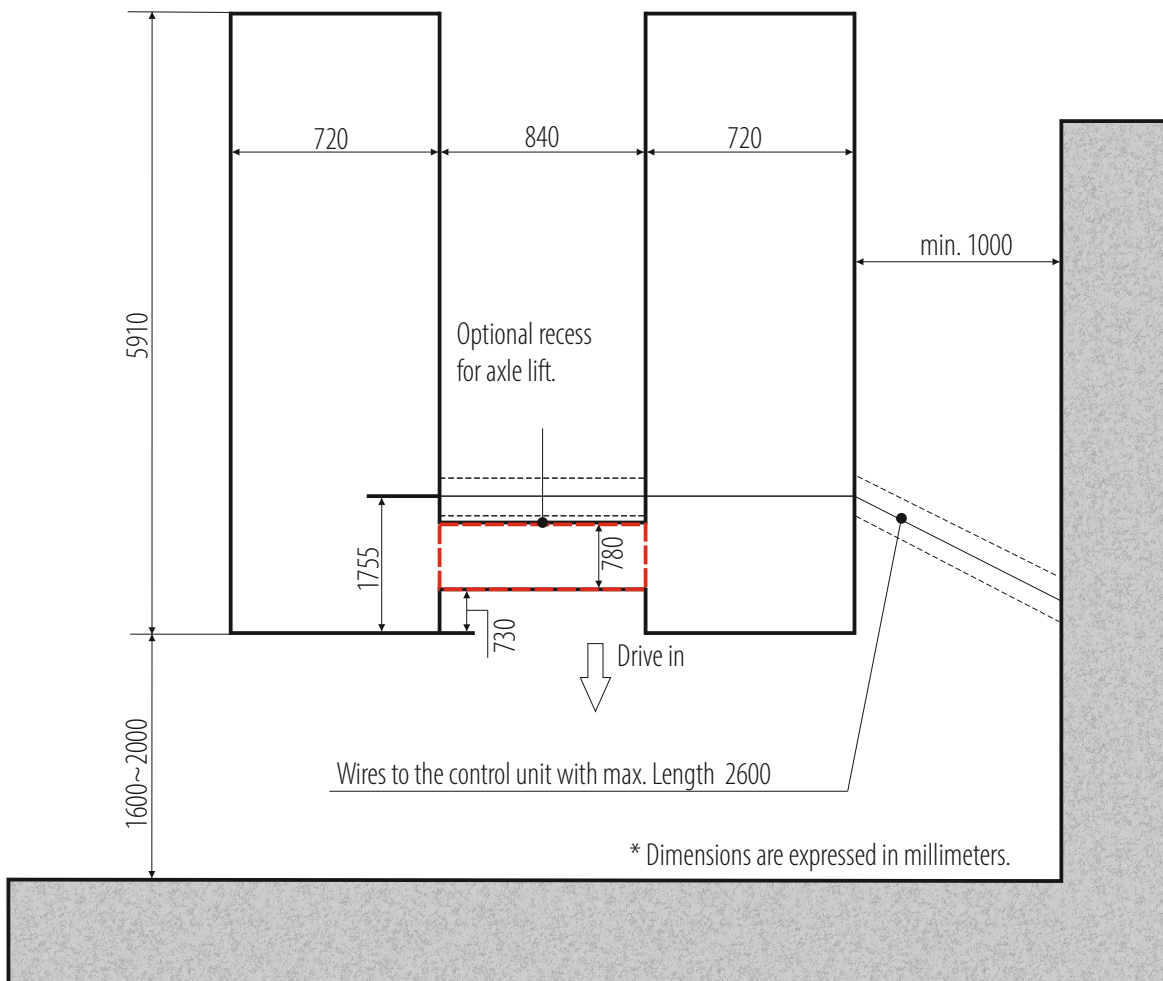 720
840
720
min. 1000
5910
Optional recess
for axle lift.
1755
780
730
Drive in
1600~2000
Wires to the control unit with max. Length 2600
* Dimensions are expressed in millimeters.